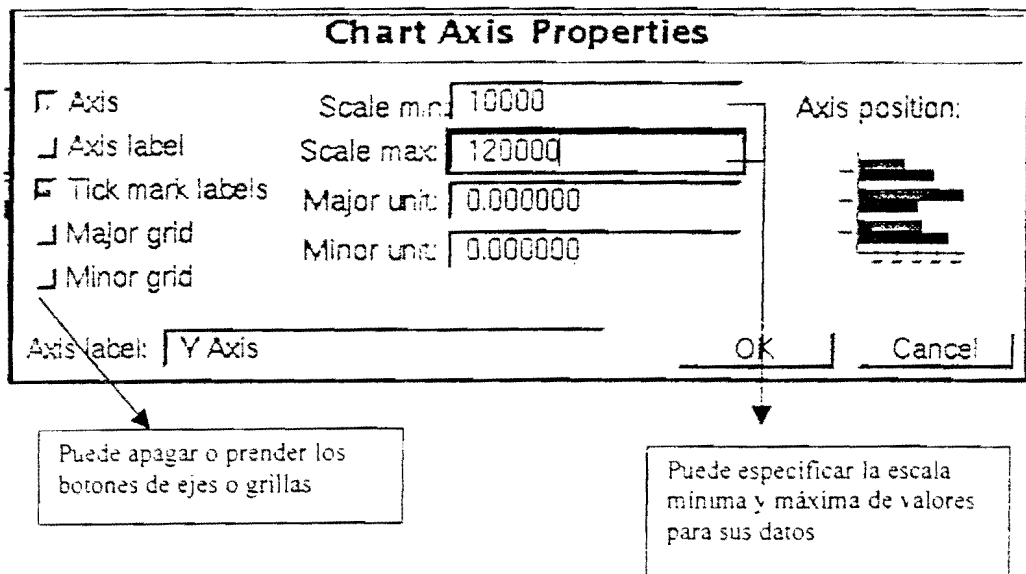 Chart Axis Properties
Axis
Axis label
Tick mark labels
Major grid
Minor grid
Scale min: 10000
Scale max: 120000
Major unit: 0.000000
Minor unit: 0.000000
Axis position:
Axis label: Y Axis
OK
Cancel
Puede apagar o prender los
botones de ejes o grillas
Puede especificar la escala
mínima y máxima de valores
para sus datos